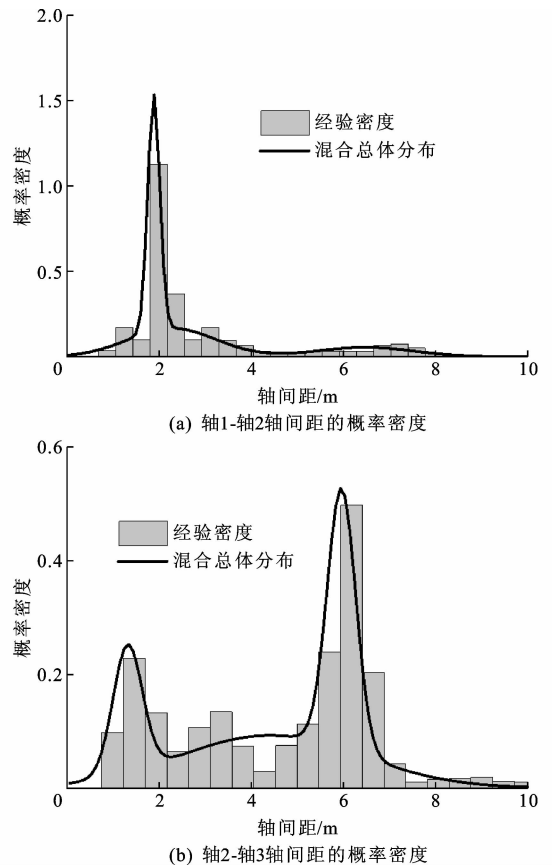 2.0
1.5
1.0
0.5
概率密度
经验密度
混合总体分布
0 2 4 6 8 10
轴间距/m
(a) 轴1-轴2轴间距的概率密度
0.6
0.4
0.2
概率密度
经验密度
混合总体分布
0 2 4 6 8 10
轴间距/m
(b) 轴2-轴3轴间距的概率密度